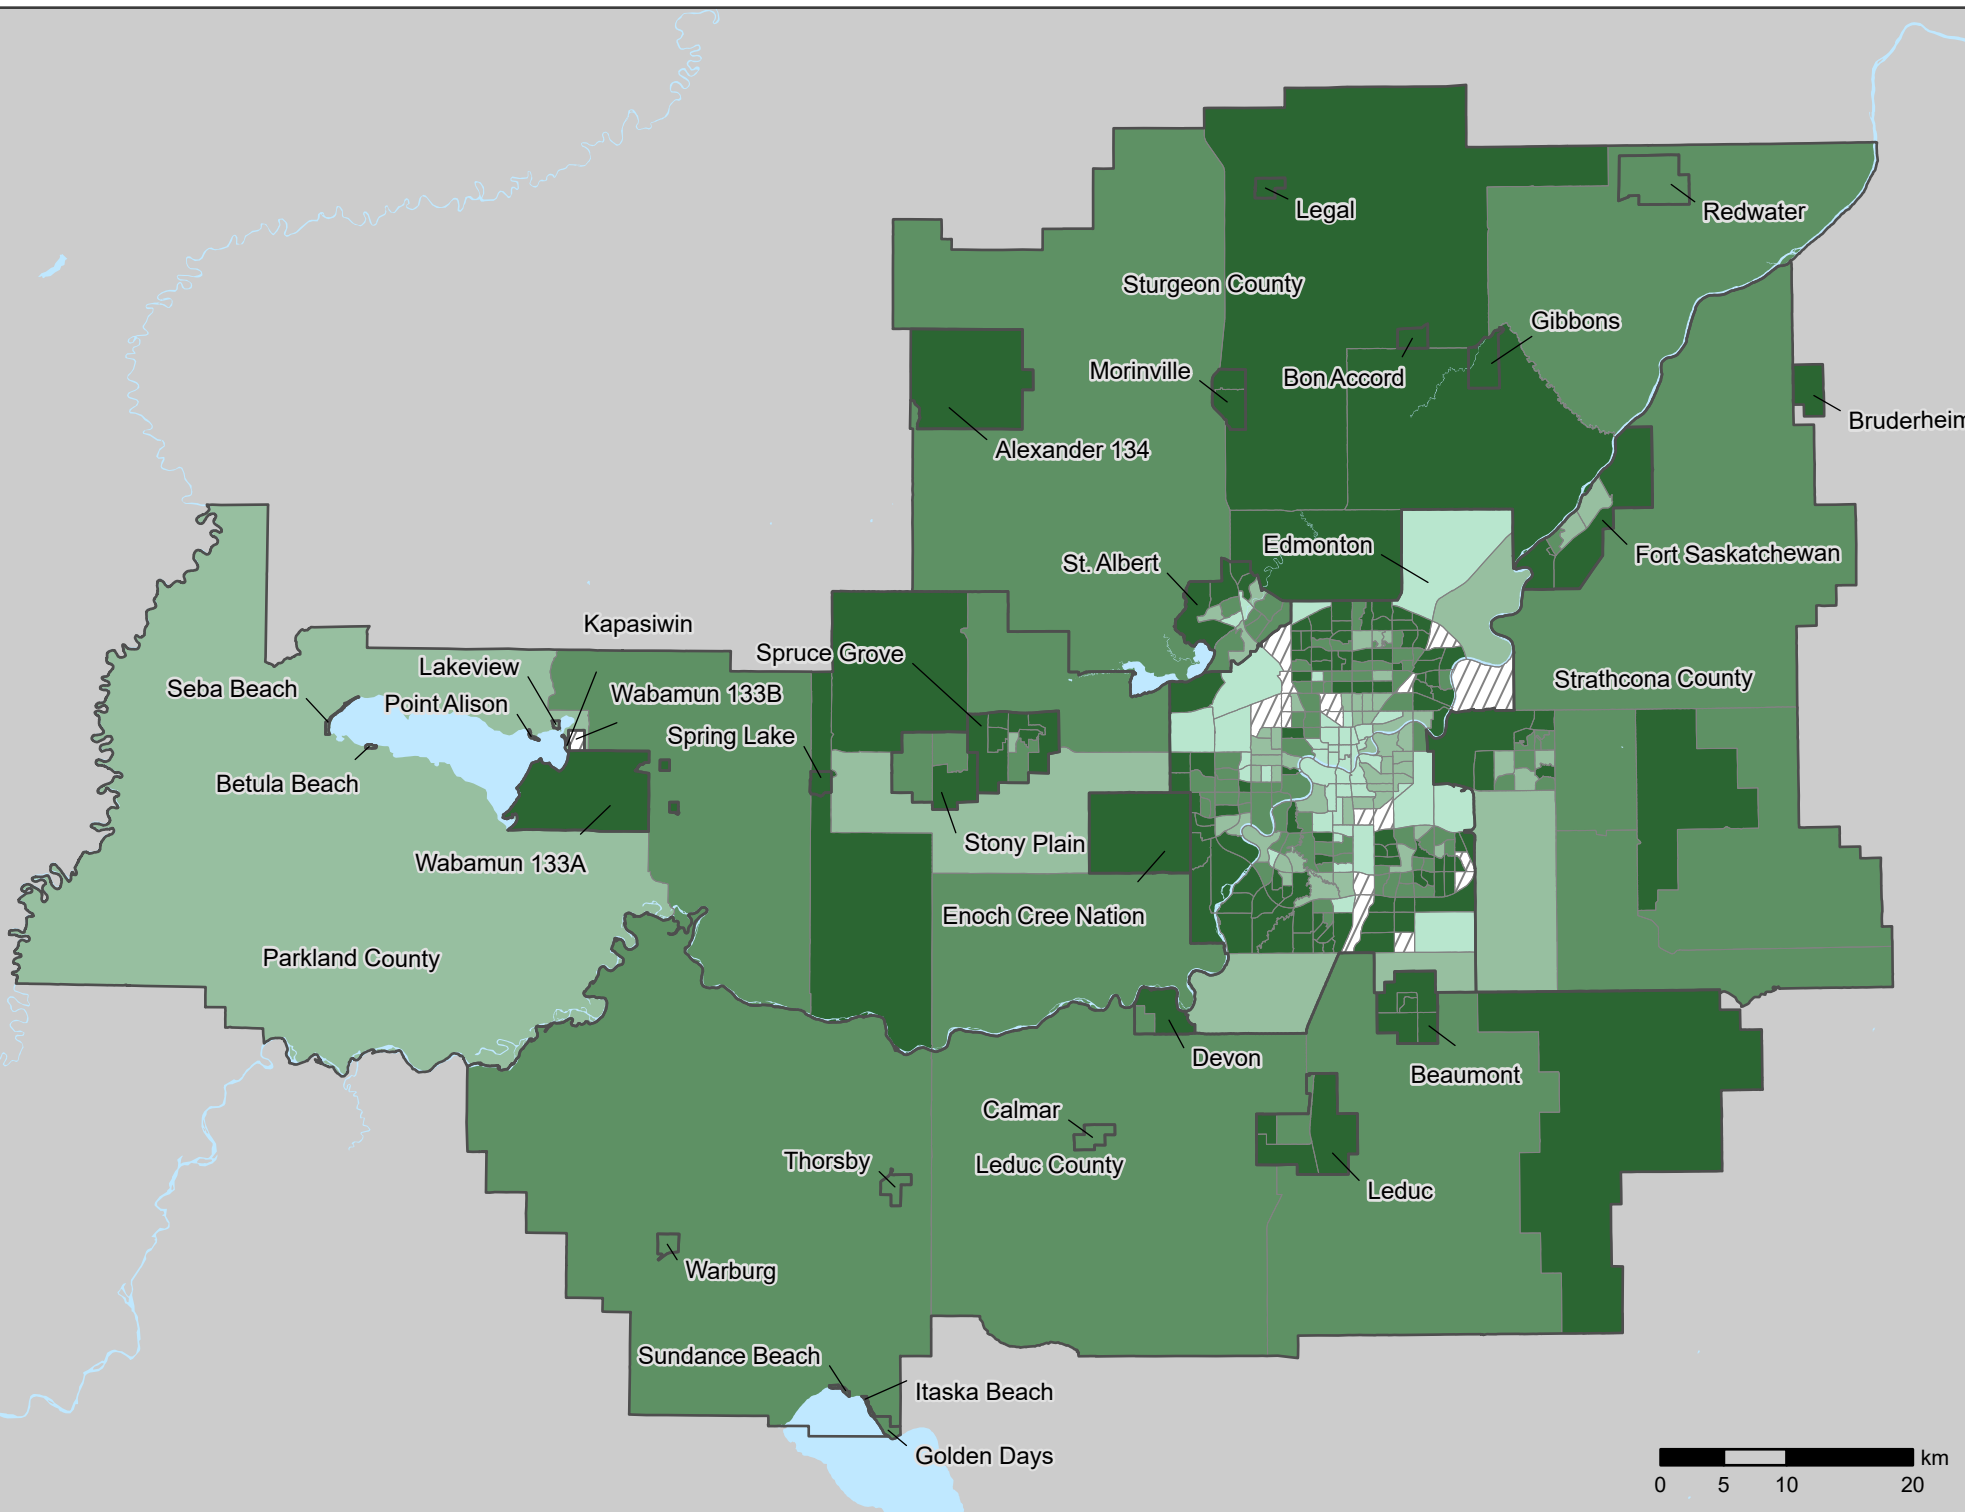 Legal
Redwater
Sturgeon County
Gibbons
Morinville
Bon Accord
Bruderheim
Alexander 134
Edmonton
Fort Saskatchewan
St. Albert
Kapasiwin
Spruce Grove
Lakeview
Strathcona County
Seba Beach
Wabamun 133B
Point Alison
Spring Lake
Betula Beach
Stony Plain
Wabamun 133A
Enoch Cree Nation
Parkland County
Devon
Beaumont
Calmar
Thorsby
Leduc County
Leduc
Warburg
Sundance Beach
Itaska Beach
Golden Days
km
0 5 10 20